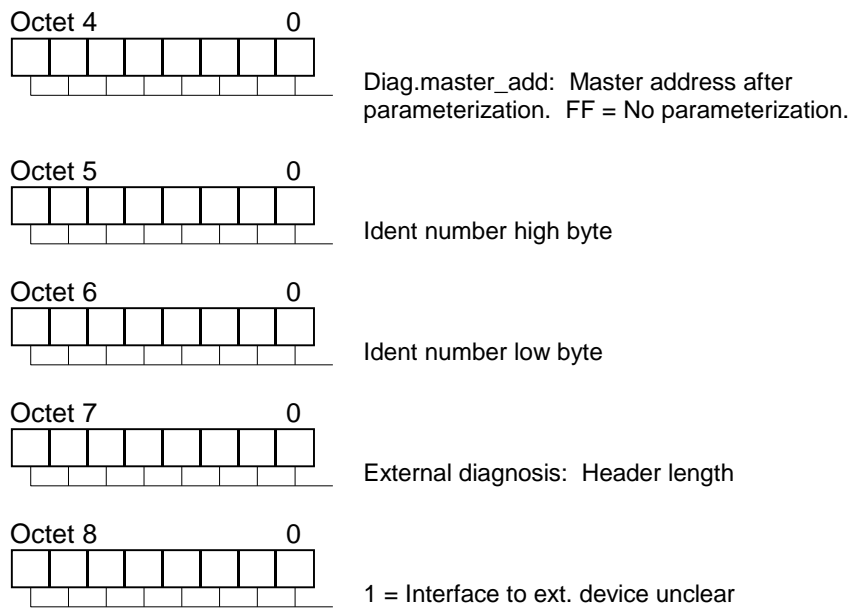 Octet 4 0
Diag.master_add: Master address after
parameterization. FF = No parameterization.
Octet 5 0
Ident number high byte
Octet 6 0
Ident number low byte
Octet 7 0
External diagnosis: Header length
Octet 8 0
1 = Interface to ext. device unclear